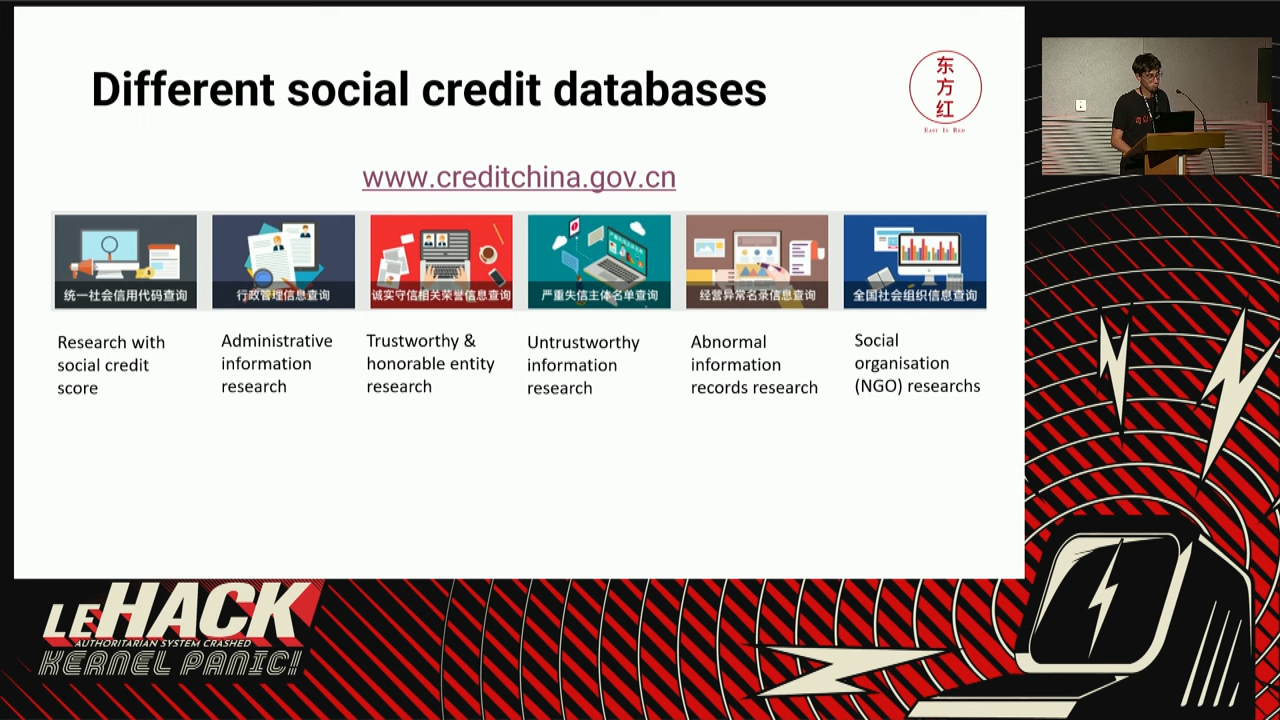 Different social credit databases
东
方
红
East Is Red
www.creditchina.gov.cn
统一社会信用代码查询
行政管理信息查询
诚实守信相关荣誉信息查询
严重失信主体名单查询
经营异常名录信息查询
全国社会组织信息查询
Research with
social credit
score
Administrative
information
research
Trustworthy &
honorable entity
research
Untrustworthy
information
research
Abnormal
information
records research
Social
organisation
(NGO) researchs
LEHACK
AUTHORITARIAN SYSTEM CRASHED
KERNEL PANIC!